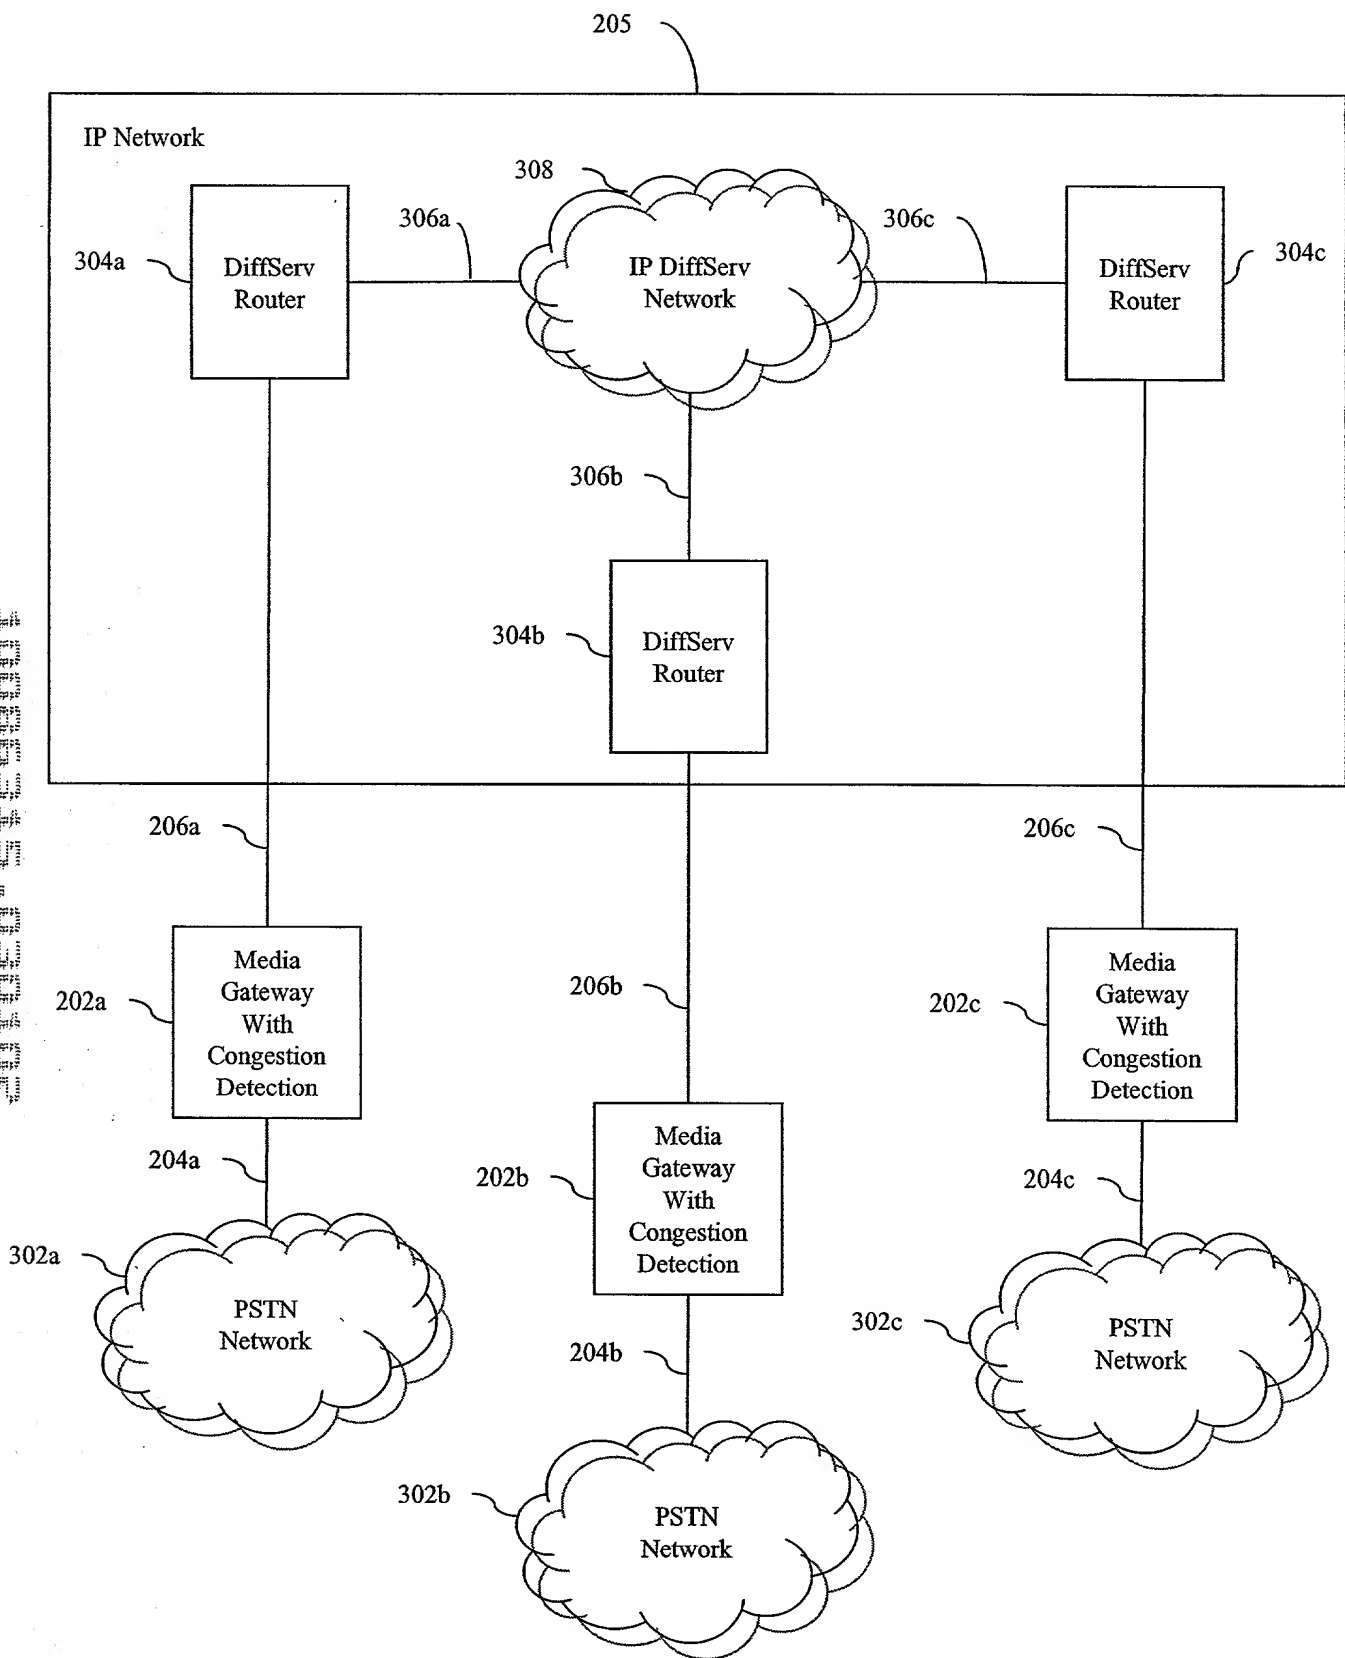 205
IP Network
308
306a
306c
304a
DiffServ
Router
IP DiffServ
Network
DiffServ
Router
304c
306b
304b
DiffServ
Router
206a
206c
206b
202a
Media
Gateway
With
Congestion
Detection
202c
Media
Gateway
With
Congestion
Detection
204a
202b
Media
Gateway
With
Congestion
Detection
204c
302a
PSTN
Network
204b
302c
PSTN
Network
302b
PSTN
Network